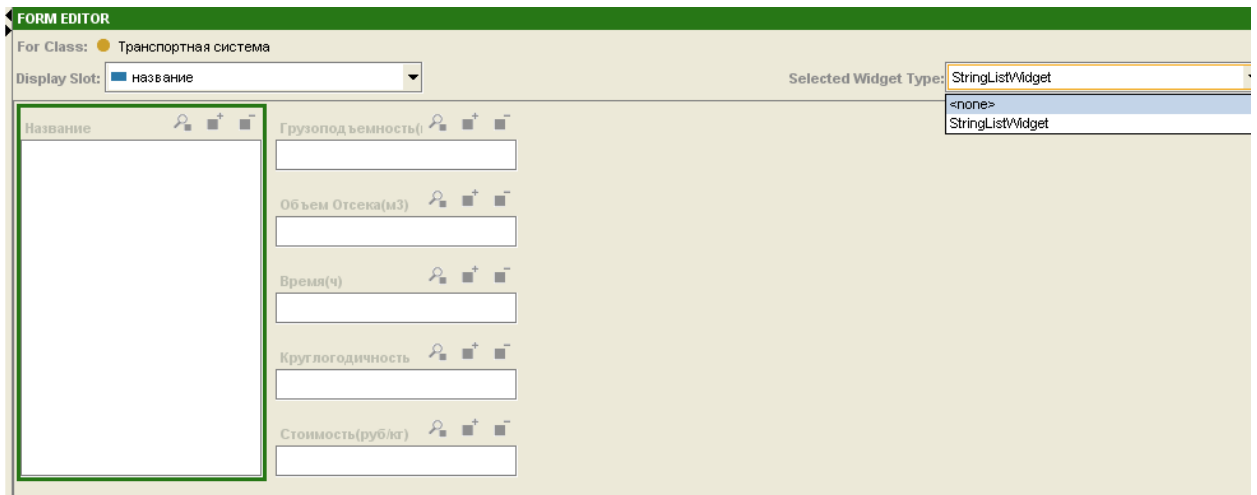 FORM EDITOR
For Class: Транспортная система
Display Slot: название
Selected Widget Type: StringListWidget
<none>
StringListWidget
Название
Грузоподъемность(
Объем Отсека(м3)
Время(ч)
Круглогодичность
Стоимость(руб/кг)